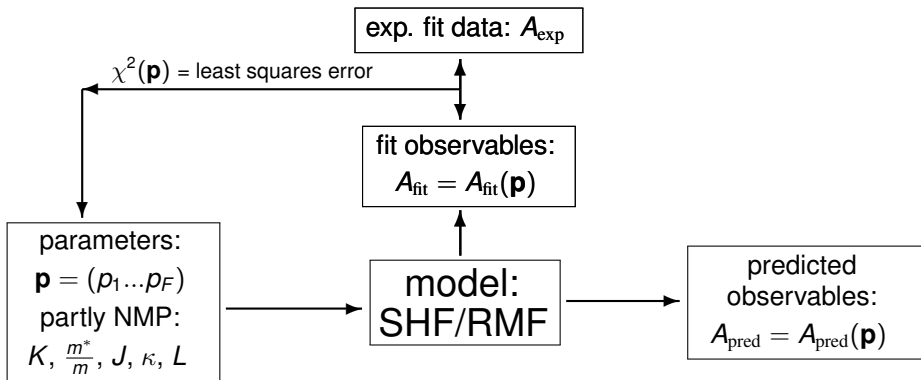 exp. fit data: A_exp
χ²(𝐩) = least squares error
fit observables:
A_fit = A_fit(𝐩)
parameters:
𝐩 = (p₁...p_F)
partly NMP:
K, m*/m, J, κ, L
model:
SHF/RMF
predicted
observables:
A_pred = A_pred(𝐩)